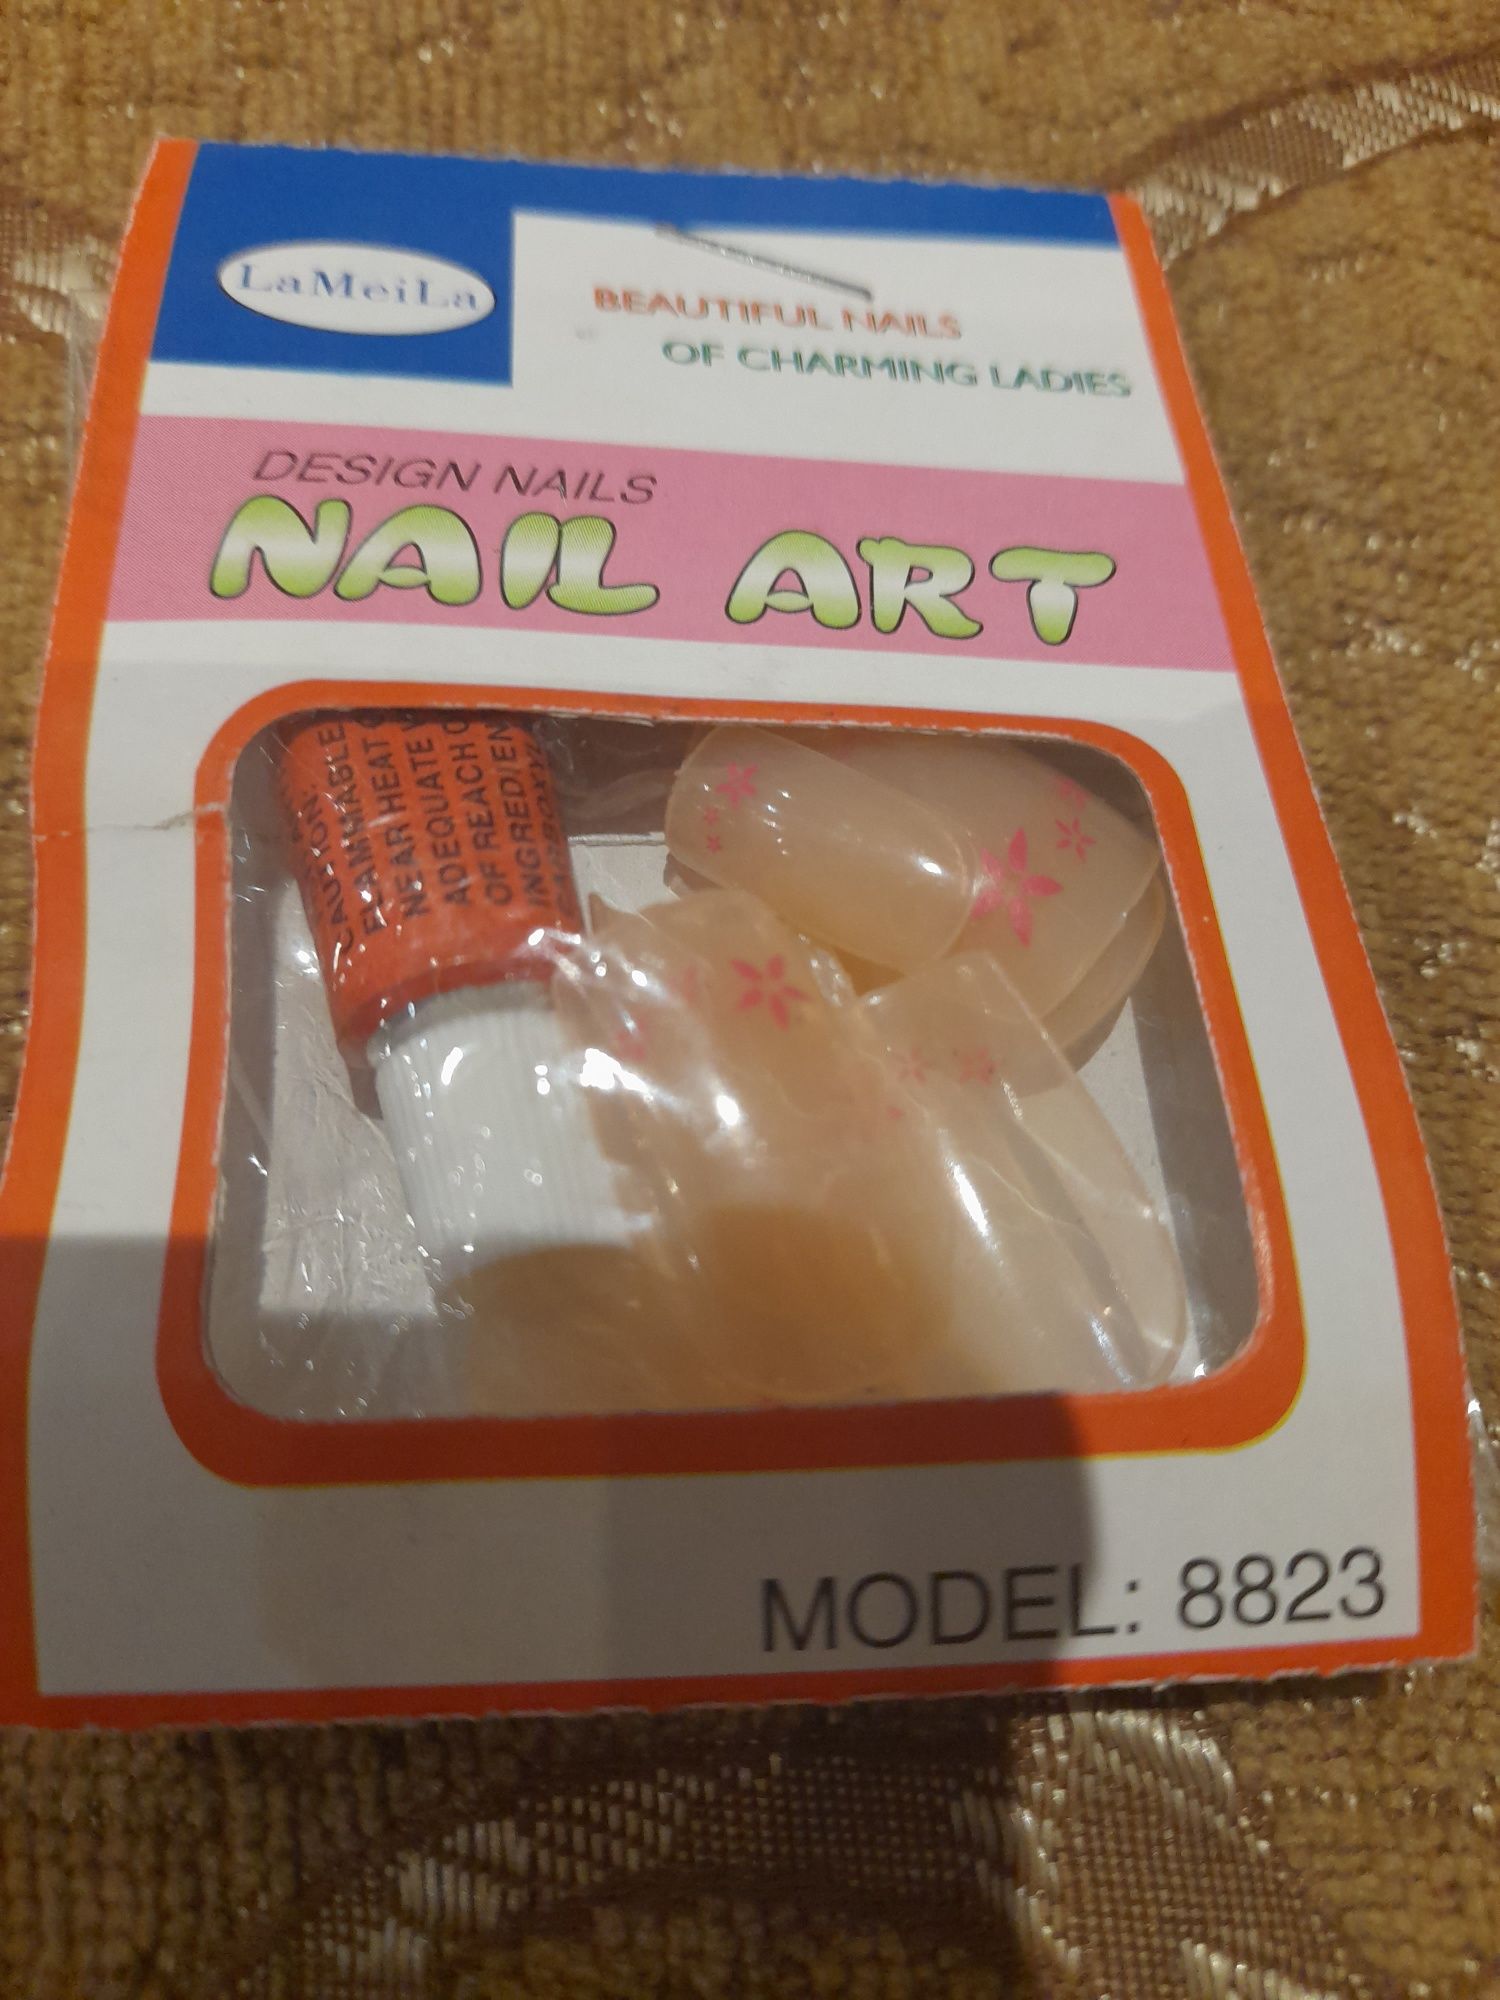 LaMeiLa
BEAUTIFUL NAILS
OF CHARMING LADIES
DESIGN NAILS
NAIL ART
CAUTION:
FLAMMABLE
NEAR HEAT
ADEQUATE
OF REACH
INGREDIEN
MODEL: 8823